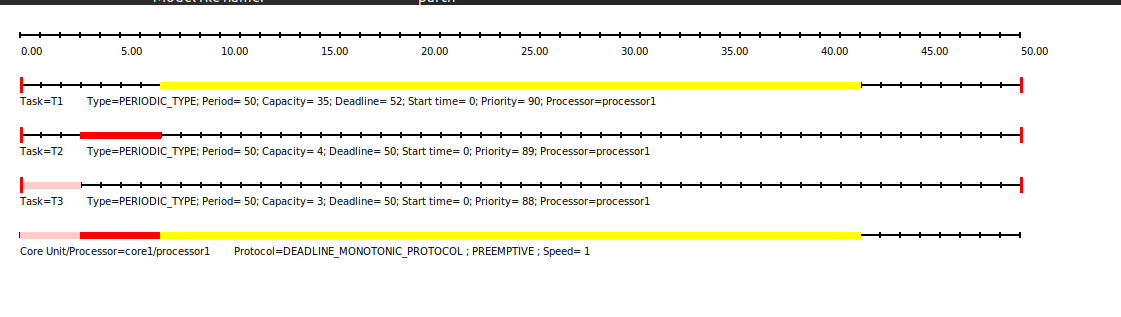 0.00 5.00 10.00 15.00 20.00 25.00 30.00 35.00 40.00 45.00 50.00
Task=T1 Type=PERIODIC_TYPE; Period= 50; Capacity= 35; Deadline= 52; Start time= 0; Priority= 90; Processor=processor1
Task=T2 Type=PERIODIC_TYPE; Period= 50; Capacity= 4; Deadline= 50; Start time= 0; Priority= 89; Processor=processor1
Task=T3 Type=PERIODIC_TYPE; Period= 50; Capacity= 3; Deadline= 50; Start time= 0; Priority= 88; Processor=processor1
Core Unit/Processor=core1/processor1 Protocol=DEADLINE_MONOTONIC_PROTOCOL ; PREEMPTIVE ; Speed= 1